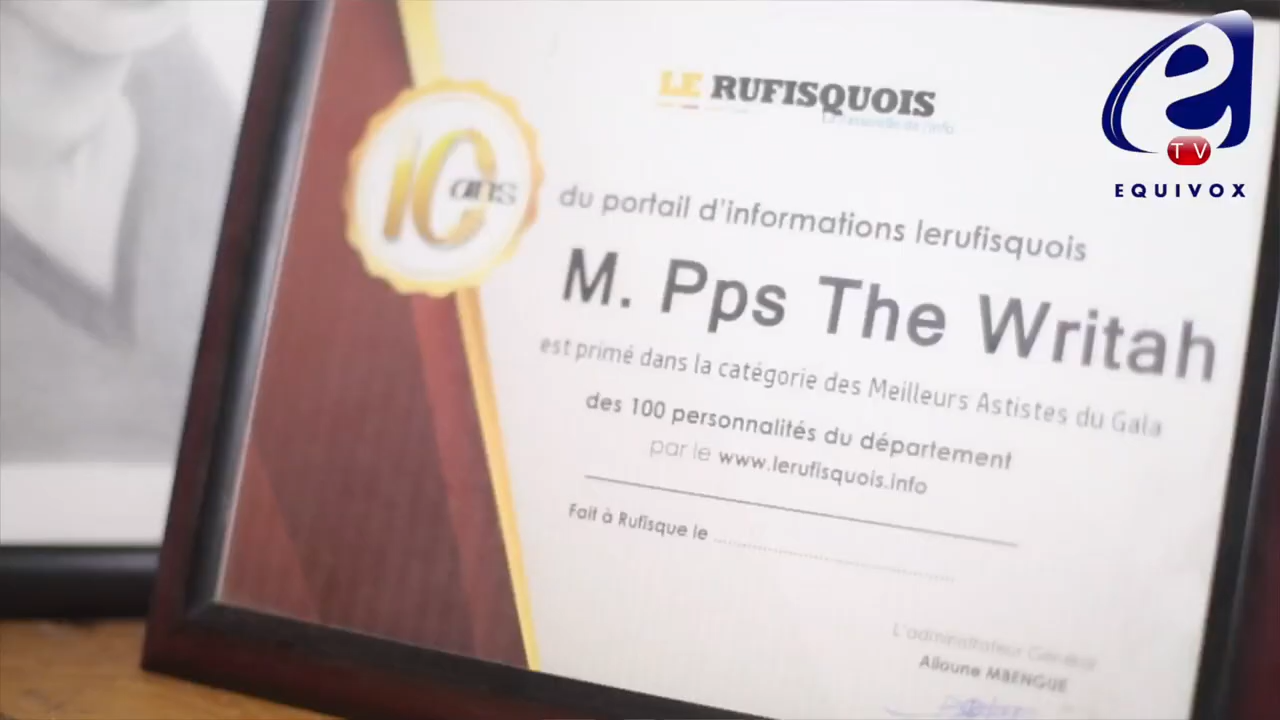 LE RUFISQUOIS
10 ans
du portail d'informations lerufisquois
M. Pps The Writah
est primé dans la catégorie des Meilleurs Astistes du Gala
des 100 personnalités du département
par le www.lerufisquois.info
Fait à Rufisque le ................................................
L'administrateur Général
Alioune MBENGUE
e
TV
EQUIVOX